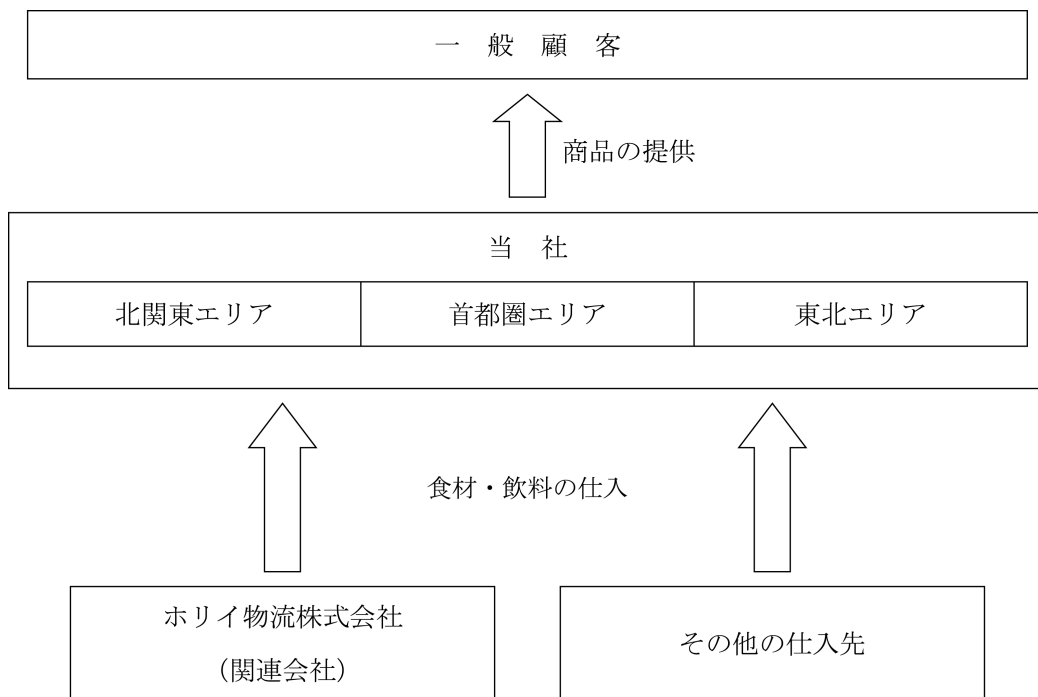 一般顧客
商品の提供
当社
北関東エリア
首都圏エリア
東北エリア
食材・飲料の仕入
ホリイ物流株式会社
(関連会社)
その他の仕入先